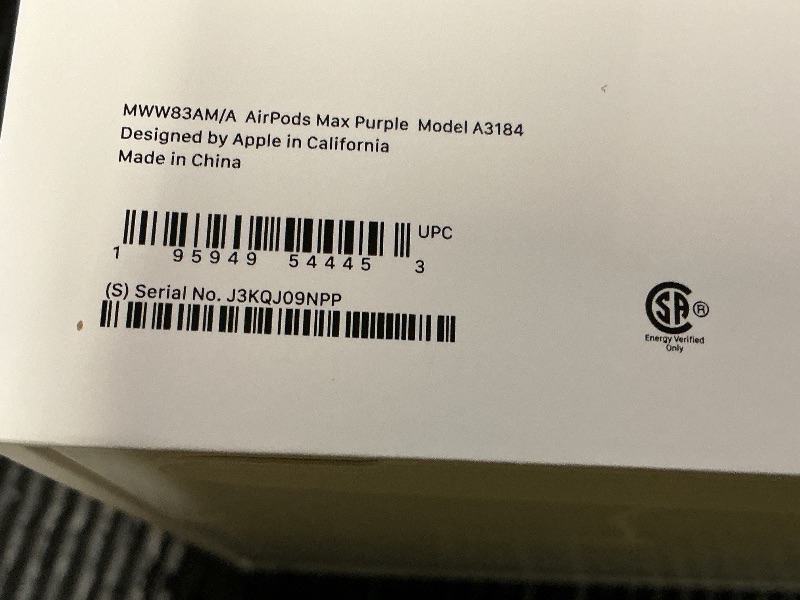 MWW83AM/A AirPods Max Purple Model A3184
Designed by Apple in California
Made in China
UPC
1 95949 54445 3
(S) Serial No. J3KQJ09NPP
SA ®
Energy Verified
Only